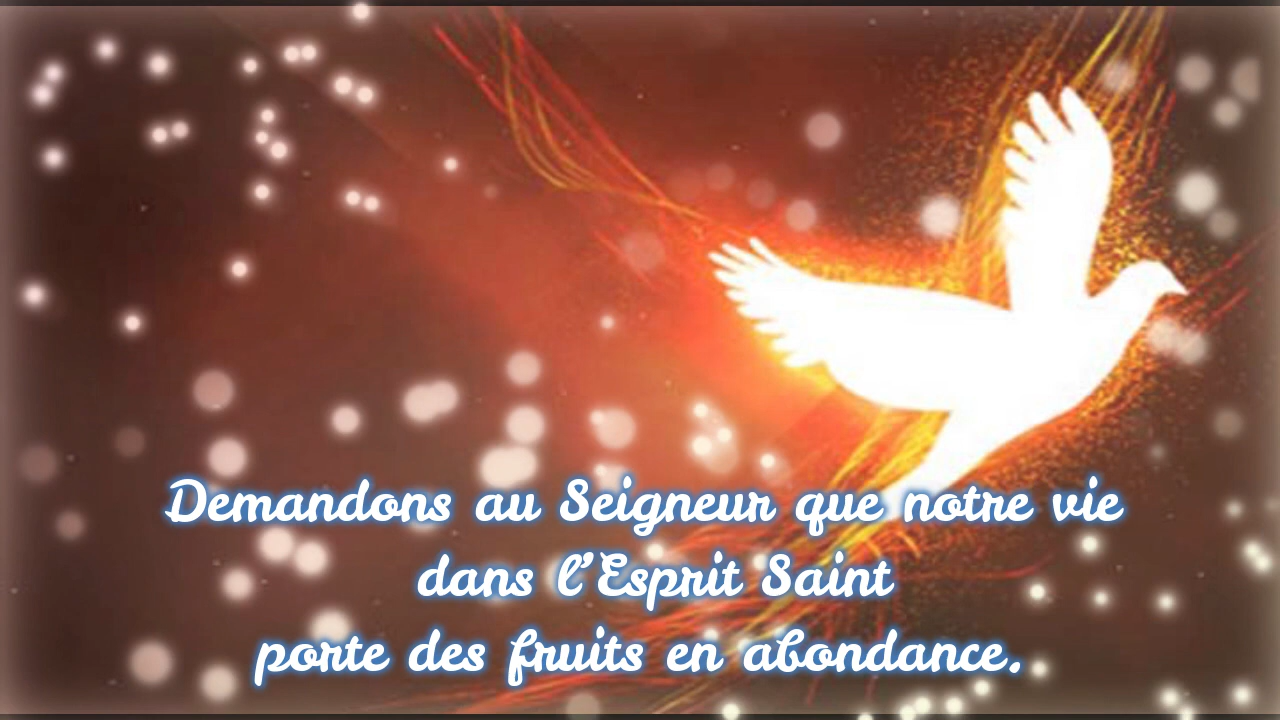 Demandons au Seigneur que notre vie
dans l’Esprit Saint
porte des fruits en abondance.